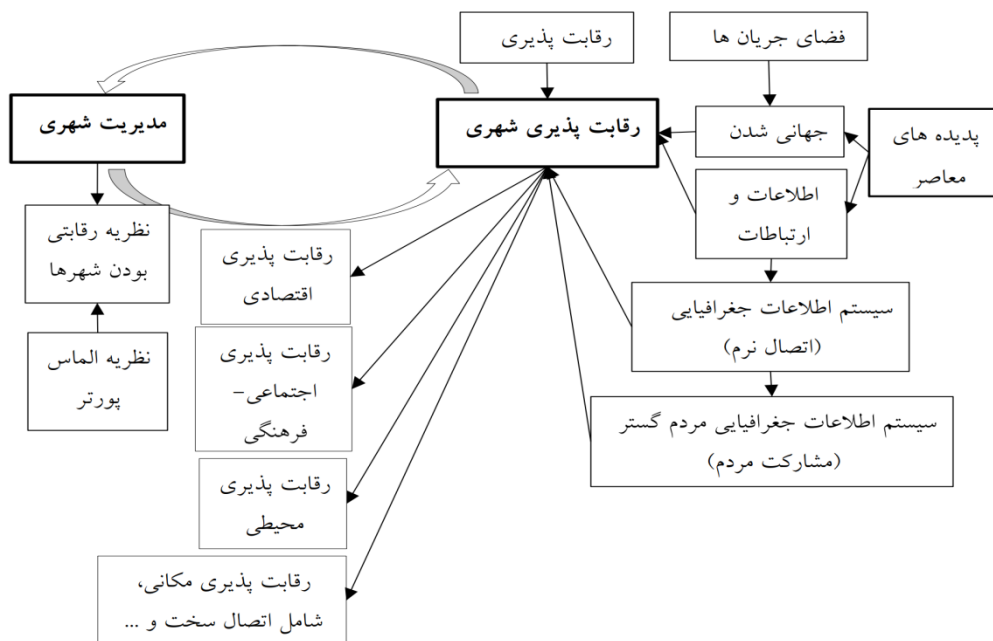 فضای جریان ها
رقابت پذیری
جهانی شدن
پدیده های
معاصر
رقابت پذیری شهری
مدیریت شهری
اطلاعات و
ارتباطات
نظریه رقابتی
بودن شهرها
رقابت پذیری
اقتصادی
سیستم اطلاعات جغرافیایی
(اتصال نرم)
نظریه الماس
پورتر
رقابت پذیری
اجتماعی–
فرهنگی
سیستم اطلاعات جغرافیایی مردم گستر
(مشارکت مردم)
رقابت پذیری
محیطی
رقابت پذیری مکانی،
شامل اتصال سخت و ...